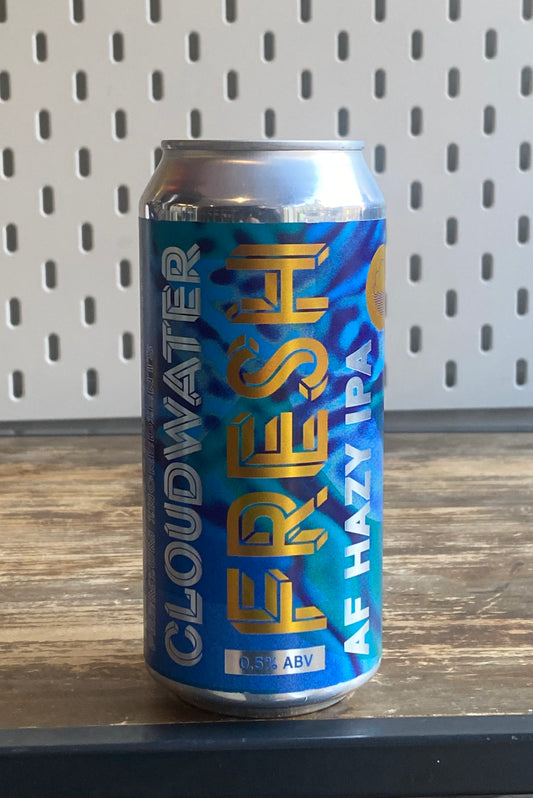 CLOUDWATER
FRESH
AF HAZY IPA
0.5% ABV